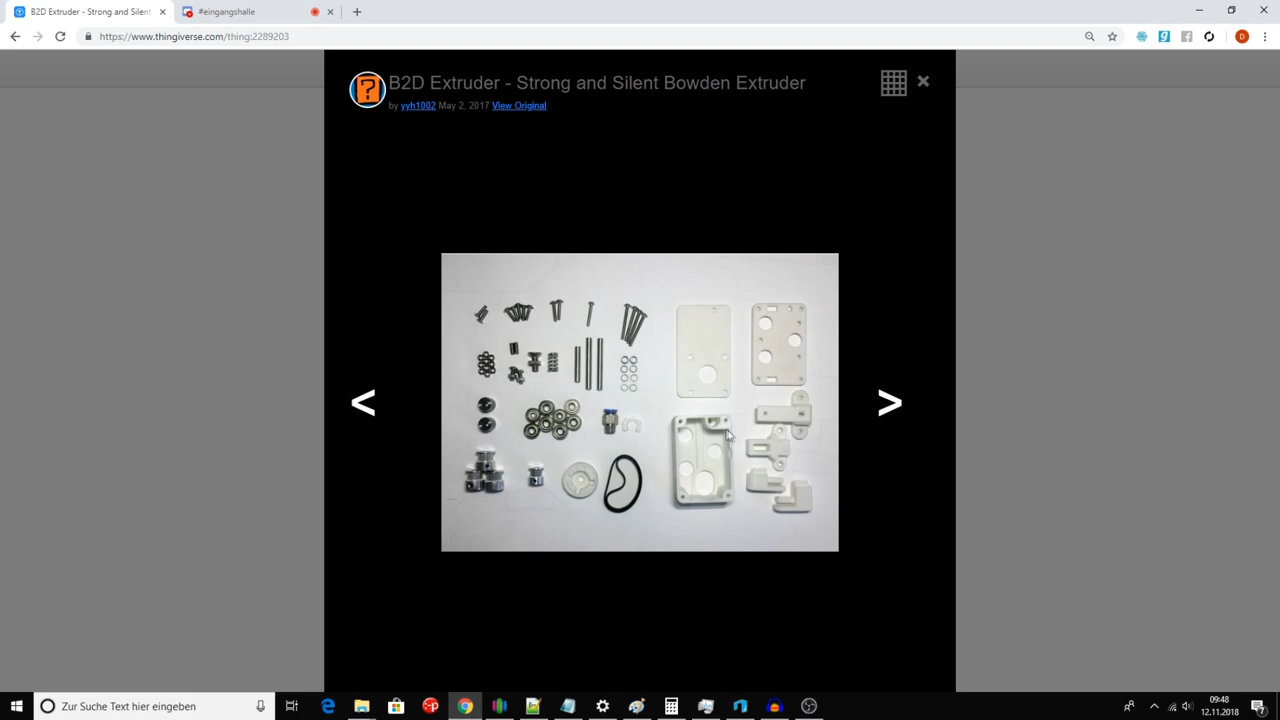 B2D Extruder - Strong and Silent
#eingangshalle
https://www.thingiverse.com/thing:2289203
D
B2D Extruder - Strong and Silent Bowden Extruder
by yyh1002 May 2, 2017 View Original
< >
Zur Suche Text hier eingeben
09:48
12.11.2018